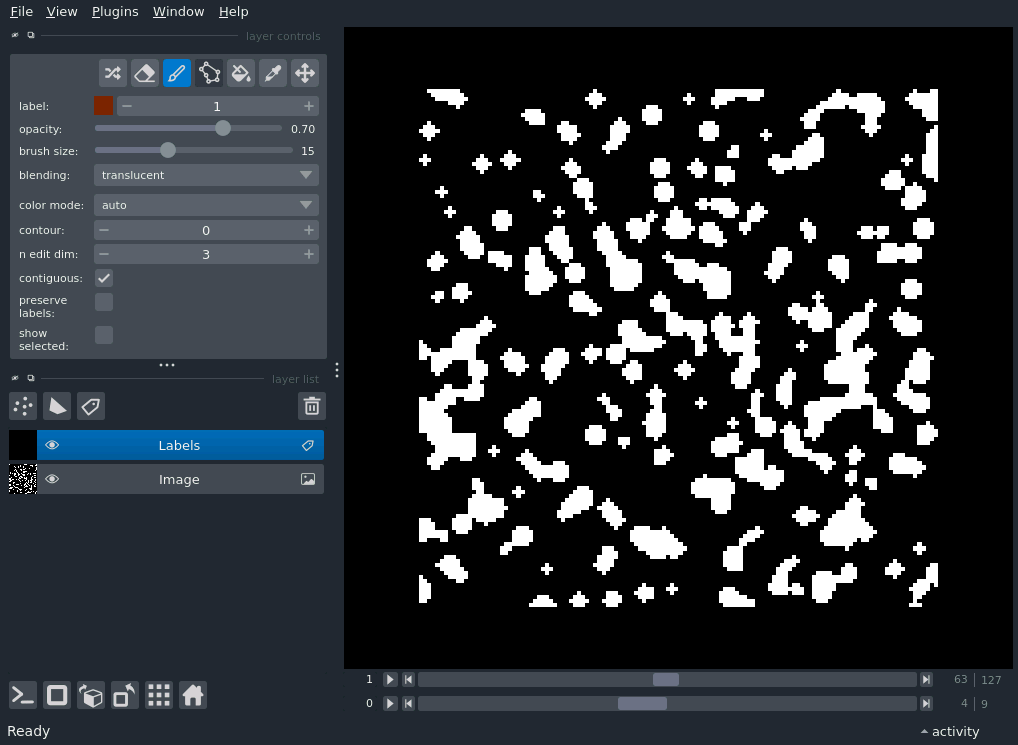 File View Plugins Window Help
layer controls
label: 1
opacity: 0.70
brush size: 15
blending: translucent
color mode: auto
contour: 0
n edit dim: 3
contiguous:
preserve
labels:
show
selected:
layer list
Labels
Image
1 63 127
0 4 9
Ready activity